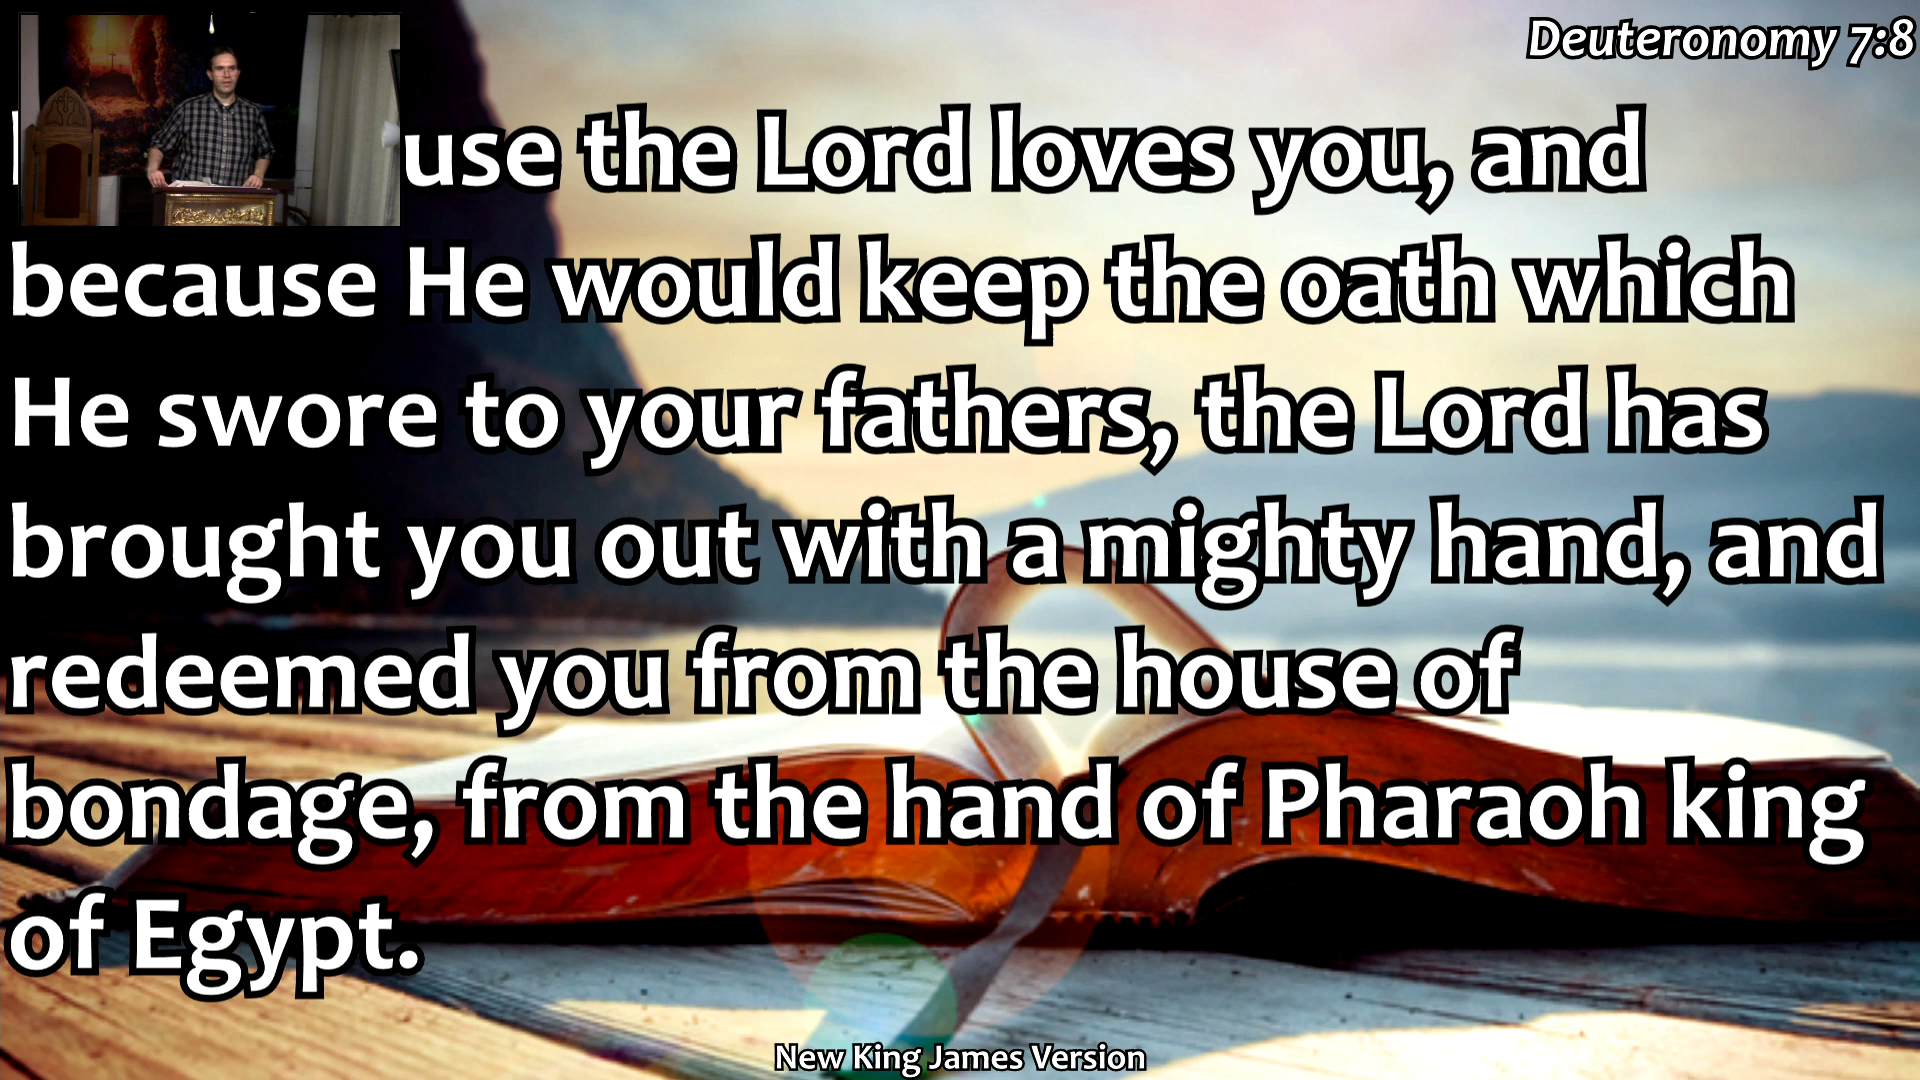 Deuteronomy 7:8
use the Lord loves you, and
because He would keep the oath which
He swore to your fathers, the Lord has
brought you out with a mighty hand, and
redeemed you from the house of
bondage, from the hand of Pharaoh king
of Egypt.
New King James Version